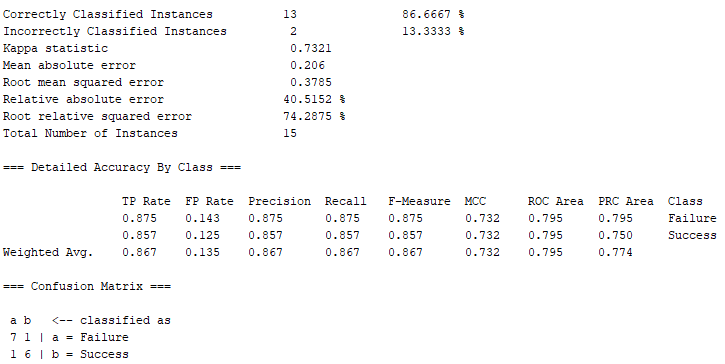 Correctly Classified Instances          13               86.6667 %
Incorrectly Classified Instances         2               13.3333 %
Kappa statistic                          0.7321
Mean absolute error                      0.206
Root mean squared error                  0.3785
Relative absolute error                 40.5152 %
Root relative squared error             74.2875 %
Total Number of Instances               15
=== Detailed Accuracy By Class ===
                 TP Rate  FP Rate  Precision  Recall   F-Measure  MCC      ROC Area  PRC Area  Class
                 0.875    0.143    0.875      0.875    0.875      0.732    0.795     0.795     Failure
                 0.857    0.125    0.857      0.857    0.857      0.732    0.795     0.750     Success
Weighted Avg.    0.867    0.135    0.867      0.867    0.867      0.732    0.795     0.774
=== Confusion Matrix ===
 a b   <-- classified as
 7 1 | a = Failure
 1 6 | b = Success